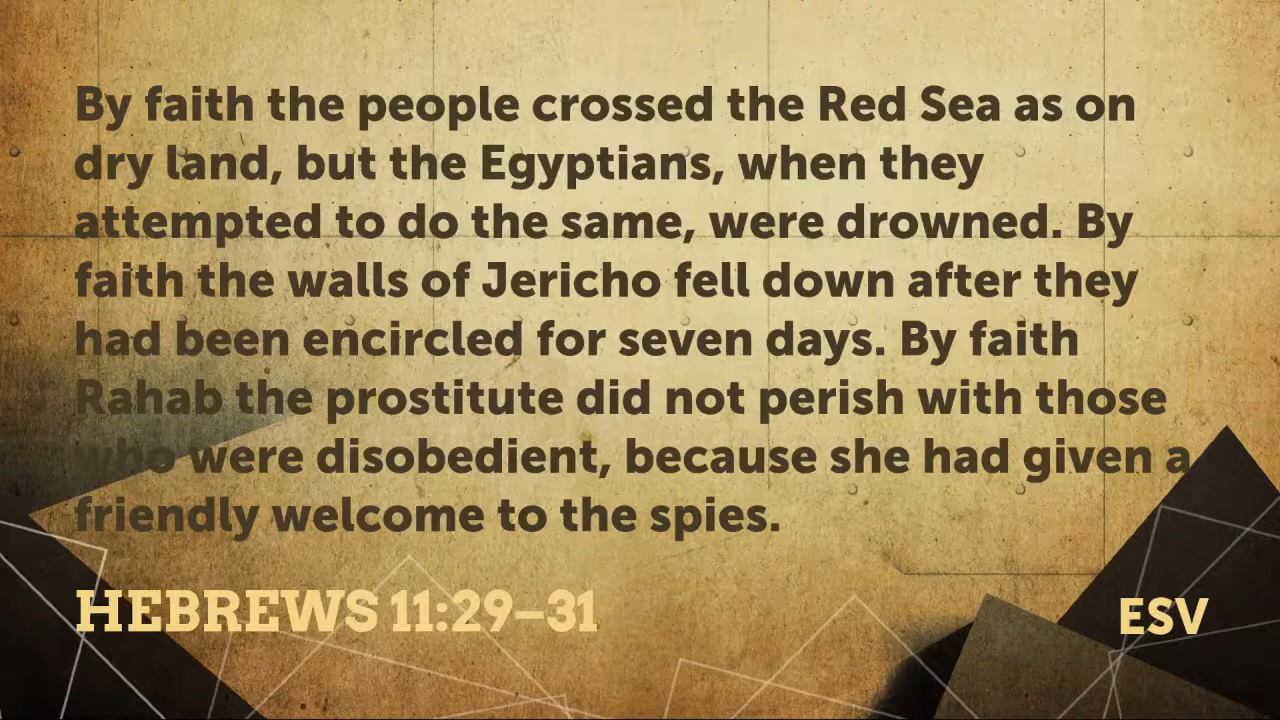 By faith the people crossed the Red Sea as on
dry land, but the Egyptians, when they
attempted to do the same, were drowned. By
faith the walls of Jericho fell down after they
had been encircled for seven days. By faith
Rahab the prostitute did not perish with those
who were disobedient, because she had given a
friendly welcome to the spies.
HEBREWS 11:29–31
ESV